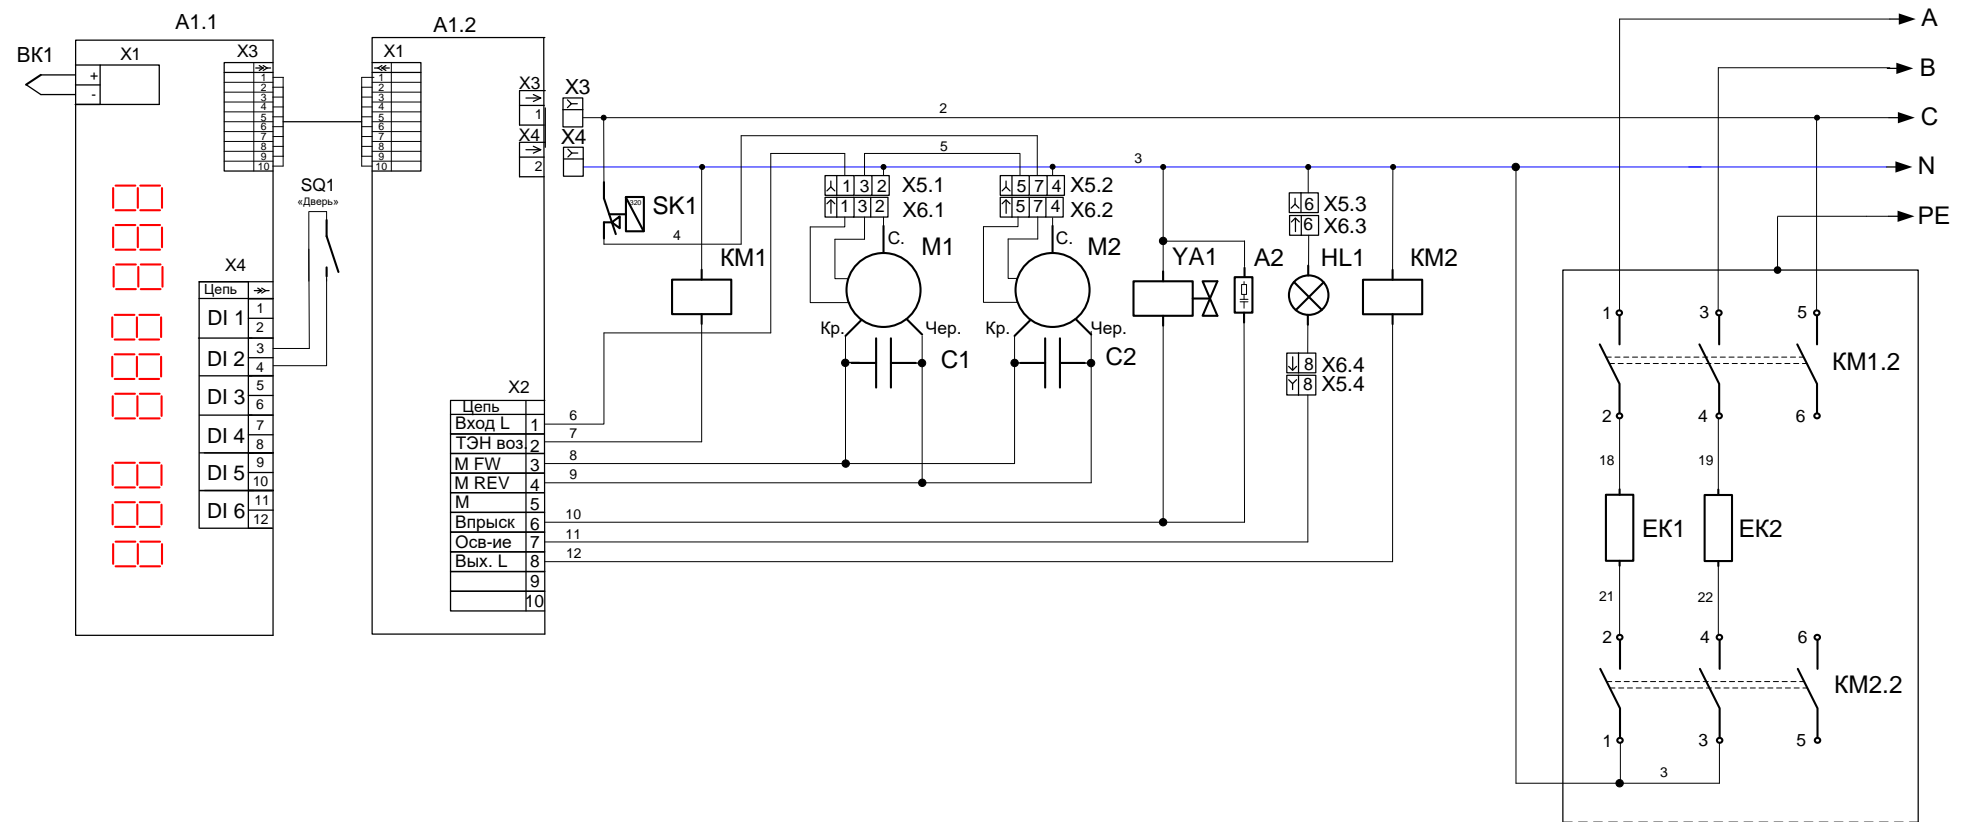 A1.1
BK1
X1
+
-
X3
1
2
3
4
5
6
7
8
9
10
SQ1
«Дверь»
X4
Цепь
DI 1
1
2
DI 2
3
4
DI 3
5
6
DI 4
7
8
DI 5
9
10
DI 6
11
12
A1.2
X1
1
2
3
4
5
6
7
8
9
10
X3
1
X4
2
X2
Цепь
Вход L 1
ТЭН воз. 2
M FW 3
M REV 4
M 5
Впрыск 6
Осв-ие 7
Вых. L 8
9
10
X3
X4
2
5
3
4
6
7
8
9
10
11
12
320
SK1
KM1
1 3 2 X5.1
1 3 2 X6.1
С.
M1
Кр.
Чер.
C1
5 7 4 X5.2
5 7 4 X6.2
С.
M2
Кр.
Чер.
C2
YA1
A2
6 X5.3
6 X6.3
HL1
8 X6.4
8 X5.4
KM2
A
B
C
N
PE
1
3
5
KM1.2
2
4
6
18
19
EK1
EK2
21
22
2
4
6
KM2.2
1
3
5
3